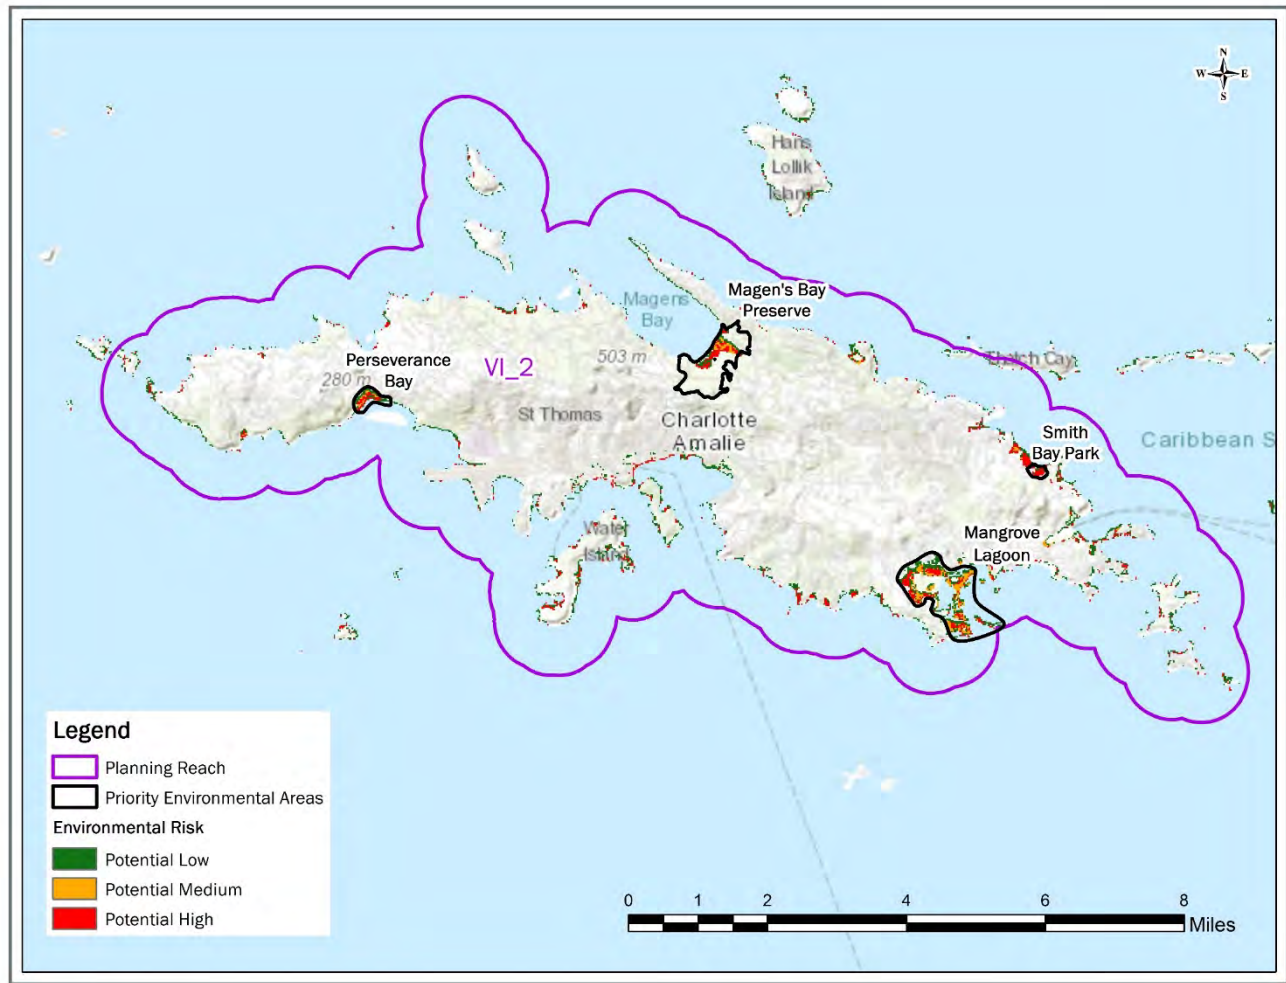 N
W E
S
Hans
Lollik
Island
Magen's Bay
Preserve
Magens
Bay
Perseverance
Bay
280 m
VI_2
503 m
St Thomas
Charlotte
Amalie
Thatch Cay
Smith
Bay Park
Caribbean S
Water
Island
Mangrove
Lagoon
Legend
Planning Reach
Priority Environmental Areas
Environmental Risk
Potential Low
Potential Medium
Potential High
0 1 2 4 6 8
Miles